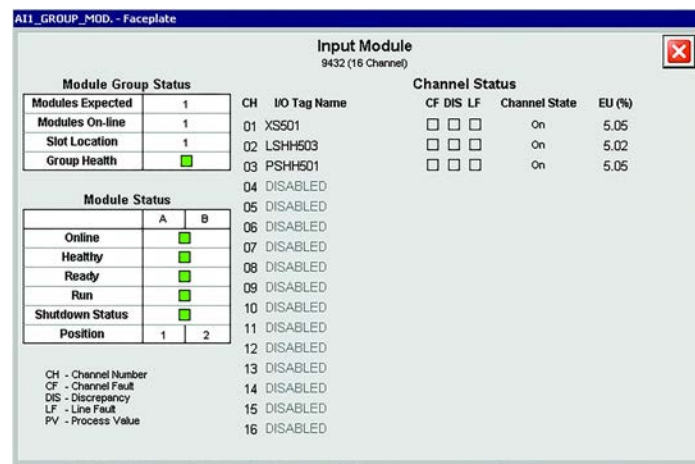 AI1_GROUP_MOD. - Faceplate
Input Module
9432 (16 Channel)
Module Group Status
Modules Expected 1
Modules On-line 1
Slot Location 1
Group Health
Module Status
A B
Online
Healthy
Ready
Run
Shutdown Status
Position 1 2
CH - Channel Number
CF - Channel Fault
DIS - Discrepancy
LF - Line Fault
PV - Process Value
Channel Status
CH I/O Tag Name CF DIS LF Channel State EU (%)
01 XS501 On 5.05
02 LSHH503 On 5.02
03 PSHH501 On 5.05
04 DISABLED
05 DISABLED
06 DISABLED
07 DISABLED
08 DISABLED
09 DISABLED
10 DISABLED
11 DISABLED
12 DISABLED
13 DISABLED
14 DISABLED
15 DISABLED
16 DISABLED